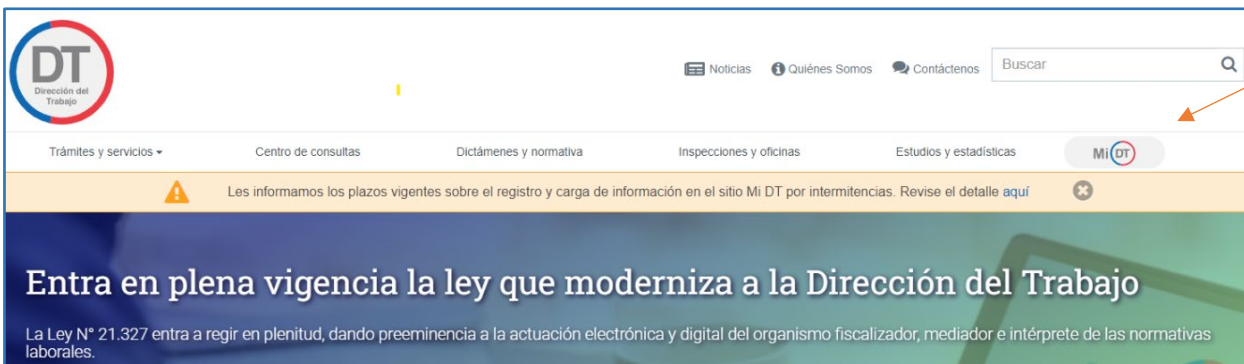 DT
Dirección del
Trabajo
Noticias Quiénes Somos Contáctenos Buscar
Trámites y servicios Centro de consultas Dictámenes y normativa Inspecciones y oficinas Estudios y estadísticas Mi DT
Les informamos los plazos vigentes sobre el registro y carga de información en el sitio Mi DT por intermitencias. Revise el detalle aquí
Entra en plena vigencia la ley que moderniza a la Dirección del Trabajo
La Ley N° 21.327 entra a regir en plenitud, dando preeminencia a la actuación electrónica y digital del organismo fiscalizador, mediador e intérprete de las normativas
laborales.